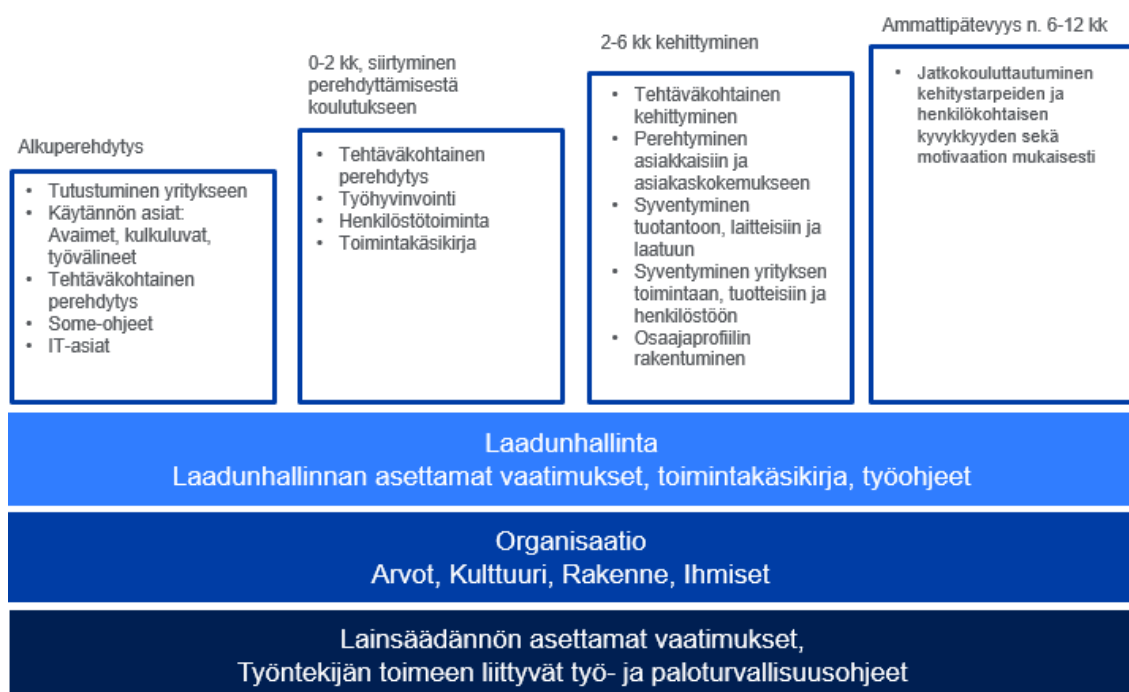 Alkuperehdytys
• Tutustuminen yritykseen
• Käytännön asiat:
Avaimet, kulkuluvat,
työvälineet
• Tehtäväkohtainen
perehdytys
• Some-ohjeet
• IT-asiat
0-2 kk, siirtyminen
perehdyttämisestä
koulutukseen
• Tehtäväkohtainen
perehdytys
• Työhyvinvointi
• Henkilöstötoiminta
• Toimintakäsikirja
2-6 kk kehittyminen
• Tehtäväkohtainen
kehittyminen
• Perehtyminen
asiakkaisiin ja
asiakaskokemukseen
• Syventyminen
tuotantoon, laitteisiin ja
laatuun
• Syventyminen yrityksen
toimintaan, tuotteisiin ja
henkilöstöön
• Osaajaprofiilin
rakentuminen
Ammattipätevyys n. 6-12 kk
• Jatkokouluttautuminen
kehitystarpeiden ja
henkilökohtaisen
kyvykkyyden sekä
motivaation mukaisesti
Laadunhallinta
Laadunhallinnan asettamat vaatimukset, toimintakäsikirja, työohjeet
Organisaatio
Arvot, Kulttuuri, Rakenne, Ihmiset
Lainsäädännön asettamat vaatimukset,
Työntekijän toimeen liittyvät työ- ja paloturvallisuusohjeet